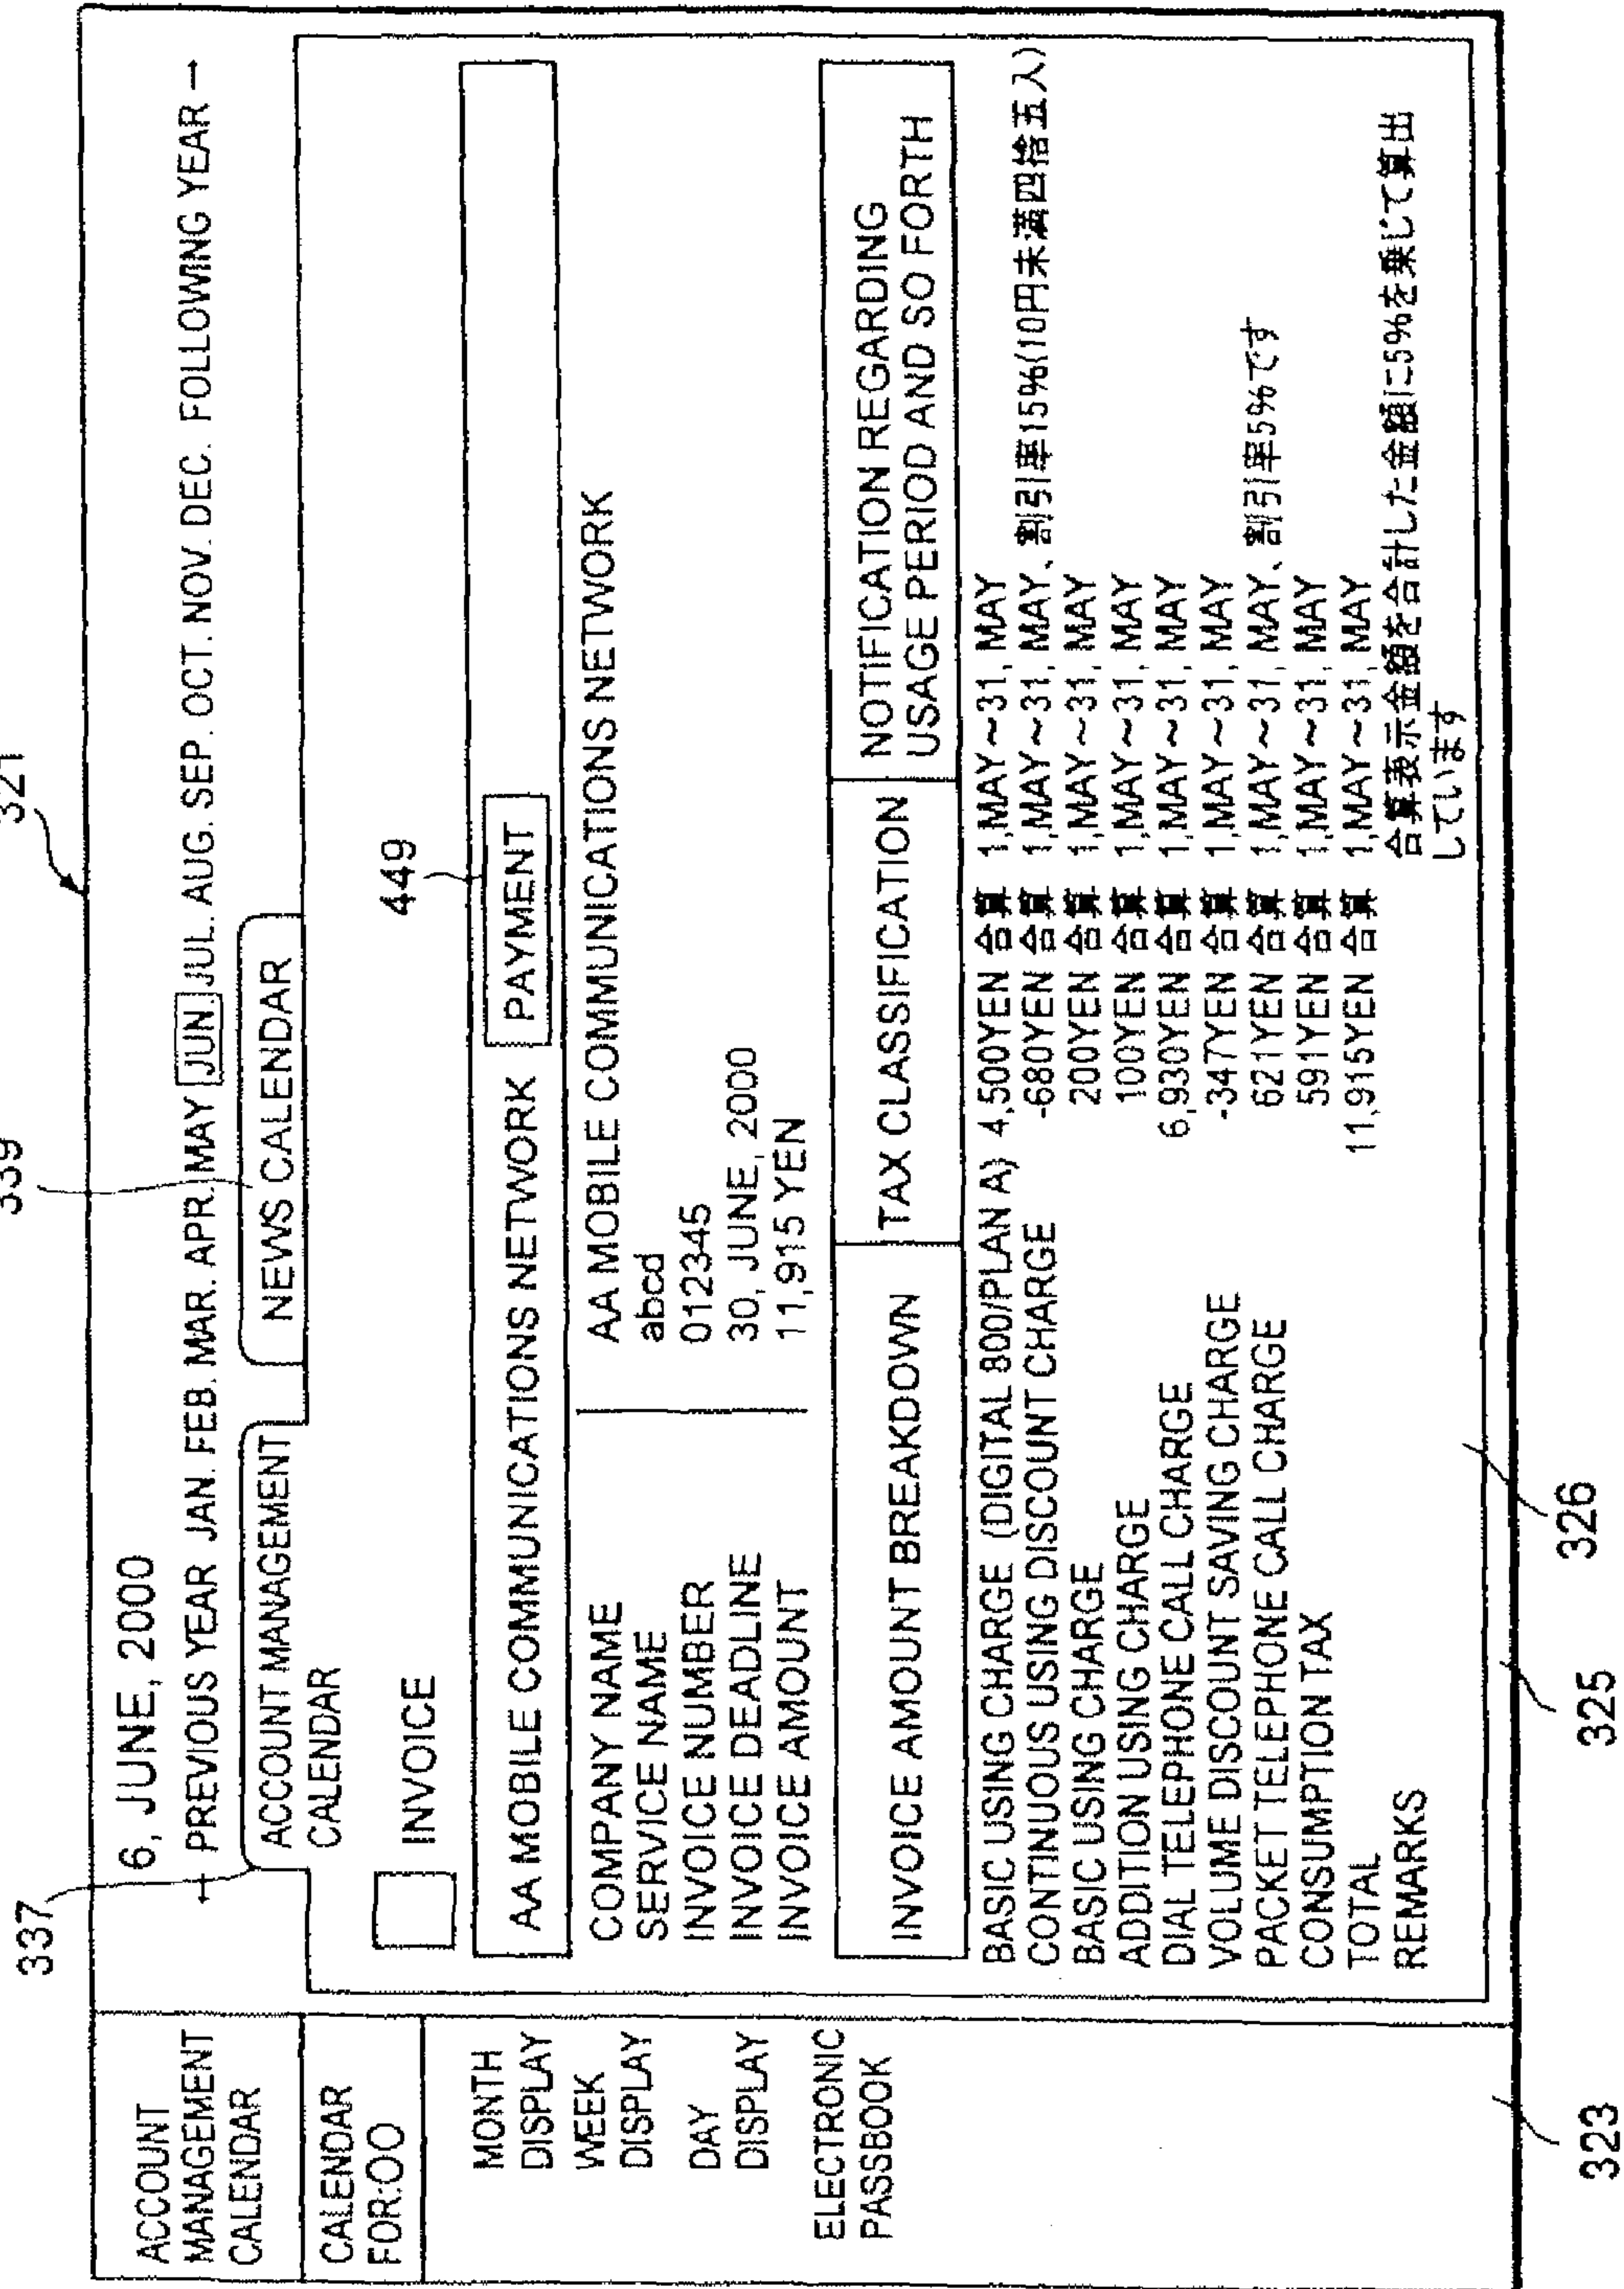 321
339
337
ACCOUNT
MANAGEMENT
CALENDAR
CALENDAR
FOR:OO
MONTH
DISPLAY
WEEK
DISPLAY
DAY
DISPLAY
ELECTRONIC
PASSBOOK
323
6, JUNE, 2000
← PREVIOUS YEAR JAN. FEB. MAR. APR. MAY JUN. JUL. AUG. SEP. OCT. NOV. DEC. FOLLOWING YEAR →
ACCOUNT MANAGEMENT
CALENDAR
NEWS CALENDAR
INVOICE
449
AA MOBILE COMMUNICATIONS NETWORK PAYMENT
COMPANY NAME AA MOBILE COMMUNICATIONS NETWORK
SERVICE NAME abcd
INVOICE NUMBER 012345
INVOICE DEADLINE 30, JUNE, 2000
INVOICE AMOUNT 11,915 YEN
INVOICE AMOUNT BREAKDOWN TAX CLASSIFICATION NOTIFICATION REGARDING
USAGE PERIOD AND SO FORTH
BASIC USING CHARGE (DIGITAL 800/PLAN A) 4,500YEN 合算 1,MAY~31,MAY
CONTINUOUS USING DISCOUNT CHARGE -680YEN 合算 1,MAY~31,MAY、割引率15%(10円未満四捨五入)
BASIC USING CHARGE 200YEN 合算 1,MAY~31,MAY
ADDITION USING CHARGE 100YEN 合算 1,MAY~31,MAY
DIAL TELEPHONE CALL CHARGE 6,930YEN 合算 1,MAY~31,MAY
VOLUME DISCOUNT SAVING CHARGE -347YEN 合算 1,MAY~31,MAY
PACKET TELEPHONE CALL CHARGE 621YEN 合算 1,MAY~31,MAY、割引率5%です
CONSUMPTION TAX 591YEN 合算 1,MAY~31,MAY
TOTAL 11,915YEN 合算 1,MAY~31,MAY
REMARKS 合算表示金額を合計した金額に5%を乗じて算出
しています
326
325